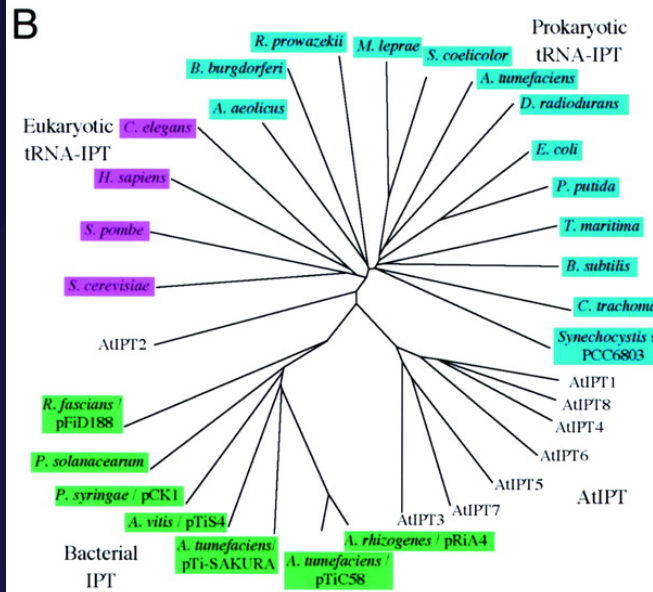 B
Prokaryotic
tRNA-IPT
R. prowazekii
M. leprae
S. coelicolor
B. burgdorferi
A. tumefaciens
A. aeolicus
D. radiodurans
Eukaryotic
tRNA-IPT
C. elegans
E. coli
H. sapiens
P. putida
S. pombe
T. maritima
B. subtilis
S. cerevisiae
C. trachoma
AtIPT2
Synechocystis s
PCC6803
AtIPT1
AtIPT8
AtIPT4
R. fascians /
pFiD188
AtIPT6
P. solanacearum
AtIPT5
P. syringae / pCK1
AtIPT
AtIPT7
AtIPT3
A. vitis / pTiS4
A. rhizogenes / pRiA4
Bacterial
IPT
A. tumefaciens/
pTi-SAKURA
A. tumefaciens /
pTiC58